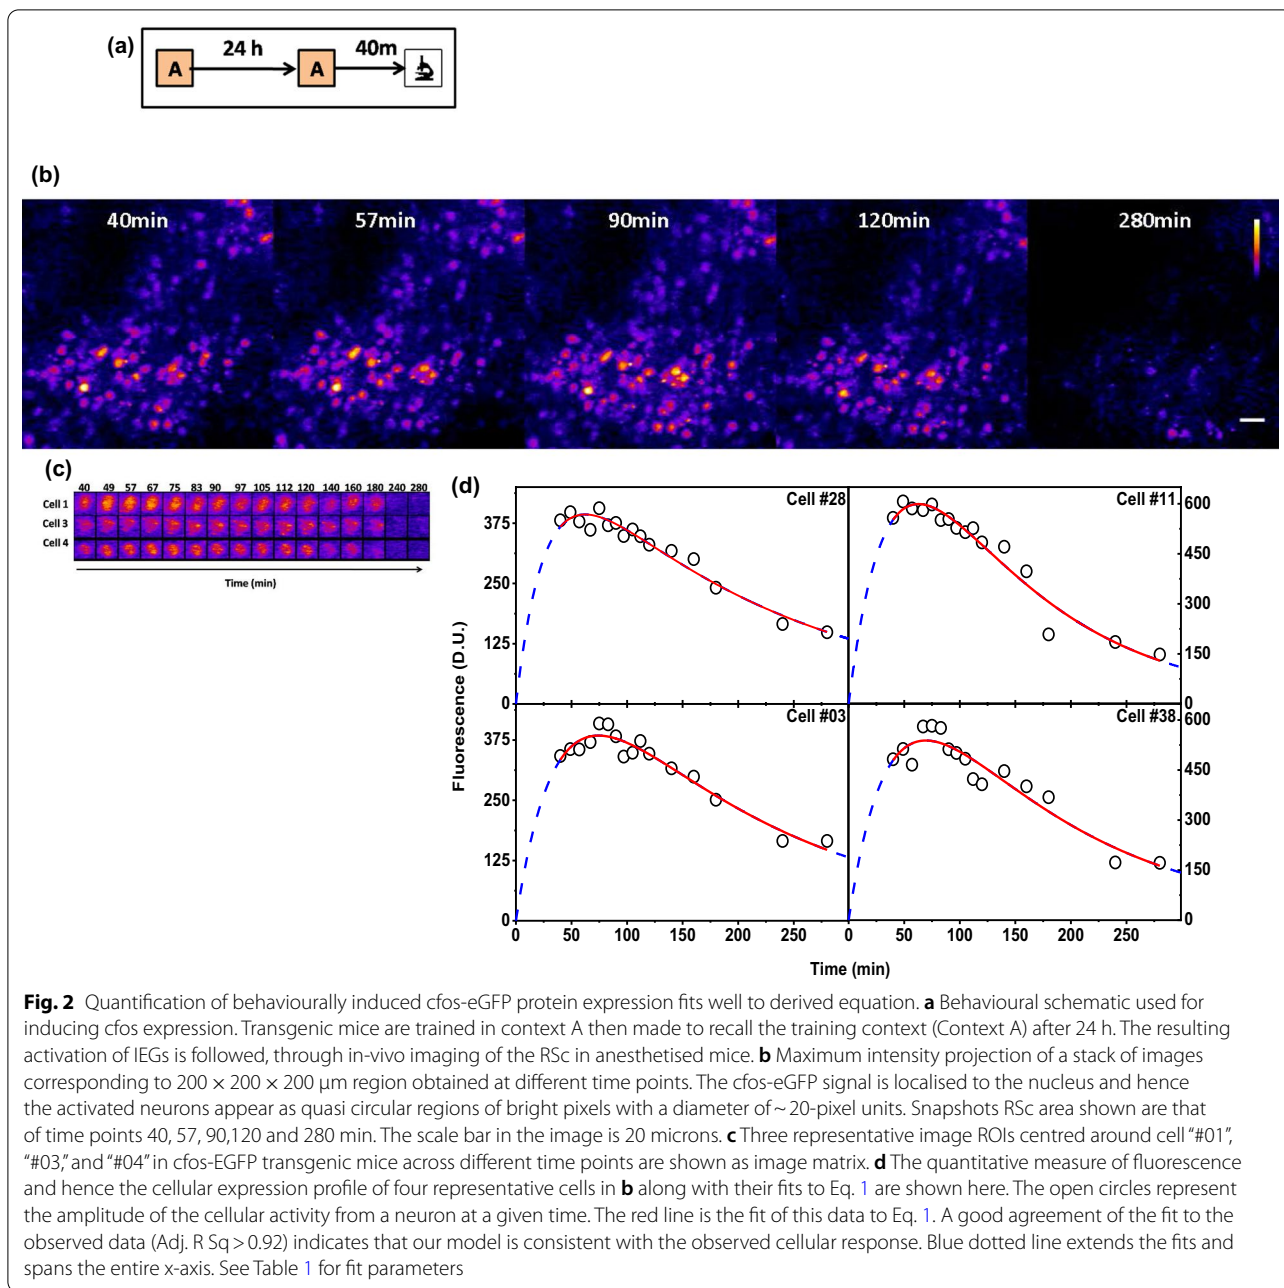 (a)
24 h
40m
A
A
(b)
40min
57min
90min
120min
280min
(c)
40 49 57 67 75 83 90 97 105 112 120 140 160 180 240 280
Cell 1
Cell 3
Cell 4
Time (min)
(d)
Cell #28
Cell #11
375
250
125
0
600
450
300
150
0
Cell #03
Cell #38
375
250
125
0
600
450
300
150
0
Fluorescence (D.U.)
0 50 100 150 200 250
0 50 100 150 200 250
Time (min)
Fig. 2 Quantification of behaviourally induced cfos-eGFP protein expression fits well to derived equation. a Behavioural schematic used for
inducing cfos expression. Transgenic mice are trained in context A then made to recall the training context (Context A) after 24 h. The resulting
activation of IEGs is followed, through in-vivo imaging of the RSc in anesthetised mice. b Maximum intensity projection of a stack of images
corresponding to 200 × 200 × 200 μm region obtained at different time points. The cfos-eGFP signal is localised to the nucleus and hence
the activated neurons appear as quasi circular regions of bright pixels with a diameter of ~ 20-pixel units. Snapshots RSc area shown are that
of time points 40, 57, 90,120 and 280 min. The scale bar in the image is 20 microns. c Three representative image ROIs centred around cell “#01”,
“#03,” and “#04” in cfos-EGFP transgenic mice across different time points are shown as image matrix. d The quantitative measure of fluorescence
and hence the cellular expression profile of four representative cells in b along with their fits to Eq. 1 are shown here. The open circles represent
the amplitude of the cellular activity from a neuron at a given time. The red line is the fit of this data to Eq. 1. A good agreement of the fit to the
observed data (Adj. R Sq > 0.92) indicates that our model is consistent with the observed cellular response. Blue dotted line extends the fits and
spans the entire x-axis. See Table 1 for fit parameters